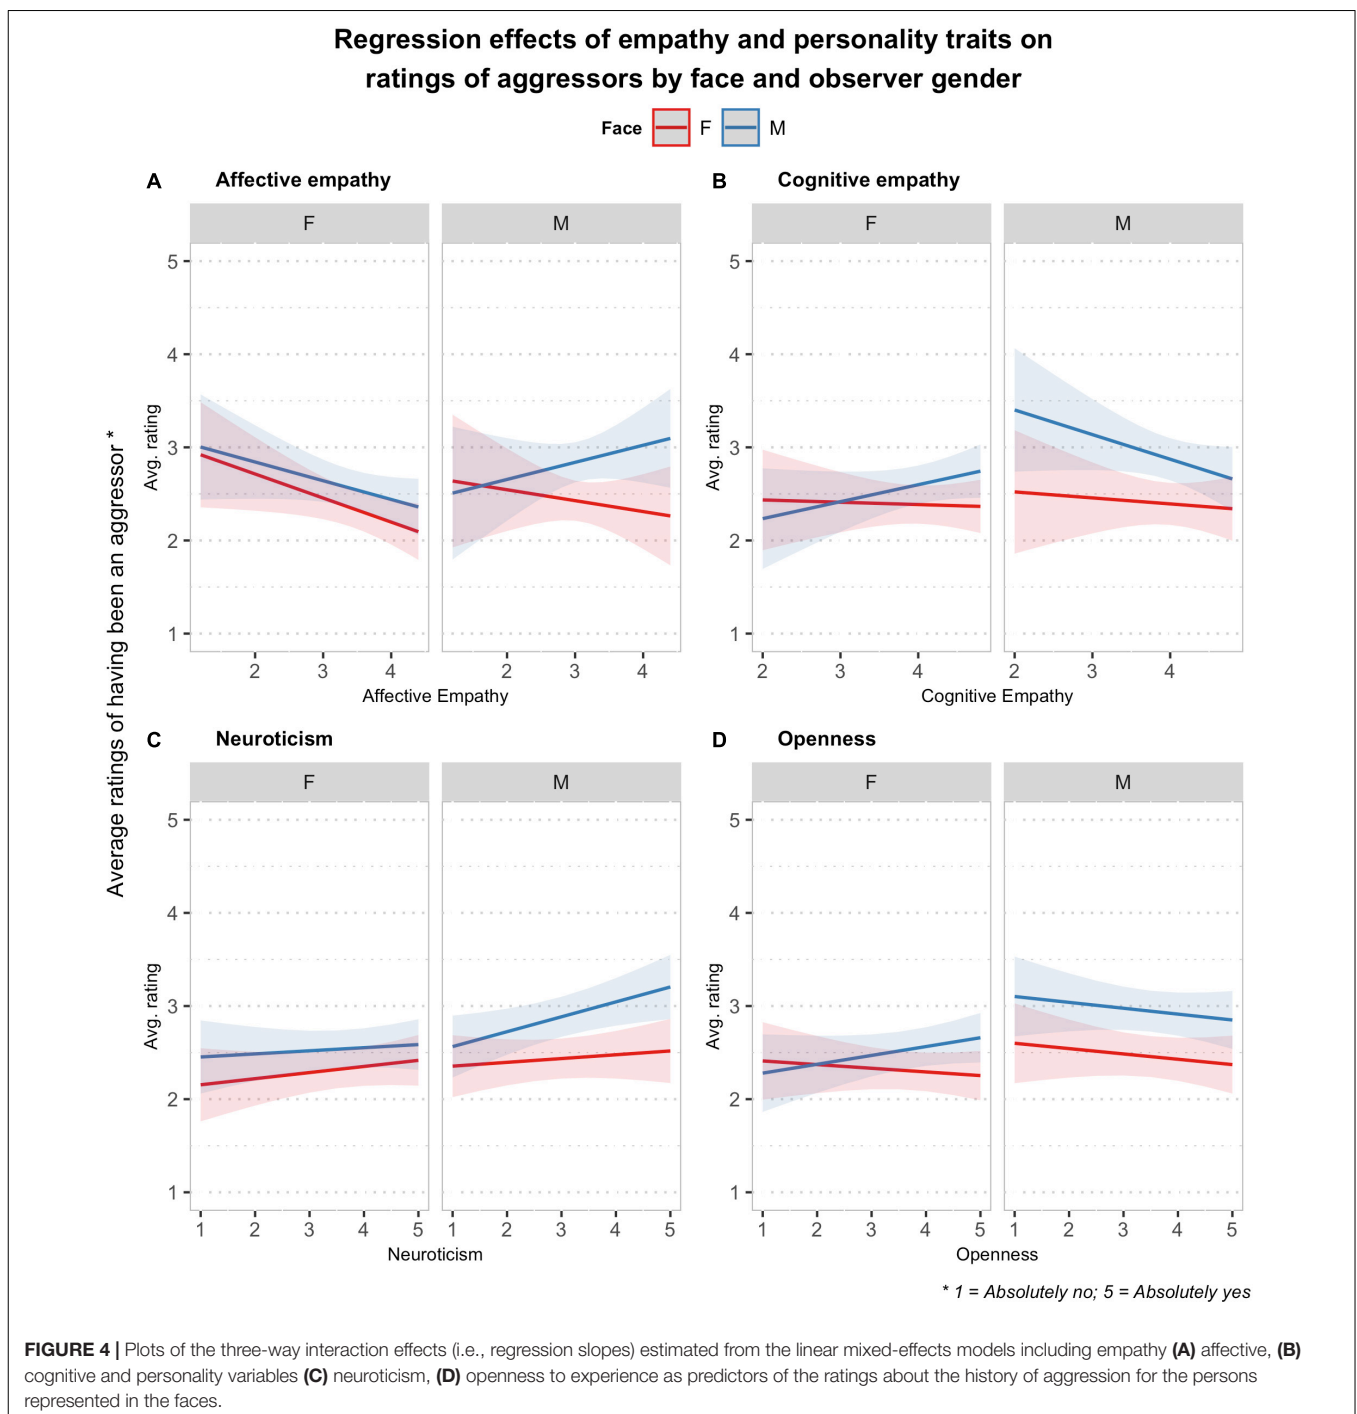 Regression effects of empathy and personality traits on
ratings of aggressors by face and observer gender
Face F M
Average ratings of having been an aggressor *
A Affective empathy
F M
Avg. rating
5
4
3
2
1
2 3 4 2 3 4
Affective Empathy
B Cognitive empathy
F M
Avg. rating
5
4
3
2
1
2 3 4 2 3 4
Cognitive Empathy
C Neuroticism
F M
Avg. rating
5
4
3
2
1
1 2 3 4 5 1 2 3 4 5
Neuroticism
D Openness
F M
Avg. rating
5
4
3
2
1
1 2 3 4 5 1 2 3 4 5
Openness
* 1 = Absolutely no; 5 = Absolutely yes
FIGURE 4 | Plots of the three-way interaction effects (i.e., regression slopes) estimated from the linear mixed-effects models including empathy (A) affective, (B)
cognitive and personality variables (C) neuroticism, (D) openness to experience as predictors of the ratings about the history of aggression for the persons
represented in the faces.